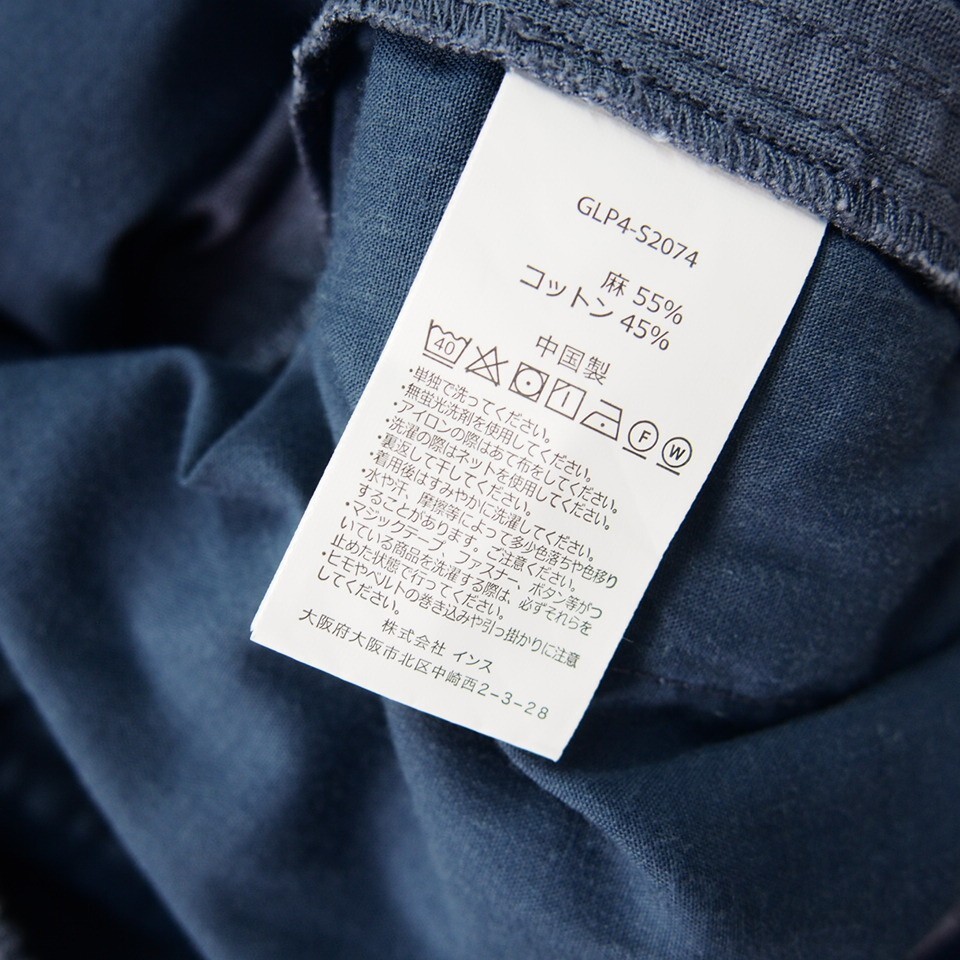 GLP4-S2074
麻 55%
コットン 45%
中国製
40
F
W
・単独で洗ってください。
・無蛍光洗剤を使用してください。
・アイロンの際はあて布をしてください。
・洗濯の際はネットを使用してください。
・裏返して干してください。
・着用後はすみやかに洗濯してください。
水や汗、摩擦等によって多少色落ちや色移り
することがあります。ご注意ください。
・マジックテープ、ファスナー、ボタン等がつ
いている商品を洗濯する際は、必ずそれらを
止めた状態で行ってください。
・ヒモやベルトの巻き込みや引っ掛かりに注意
してください。
株式会社 インス
大阪府大阪市北区中崎西2-3-28